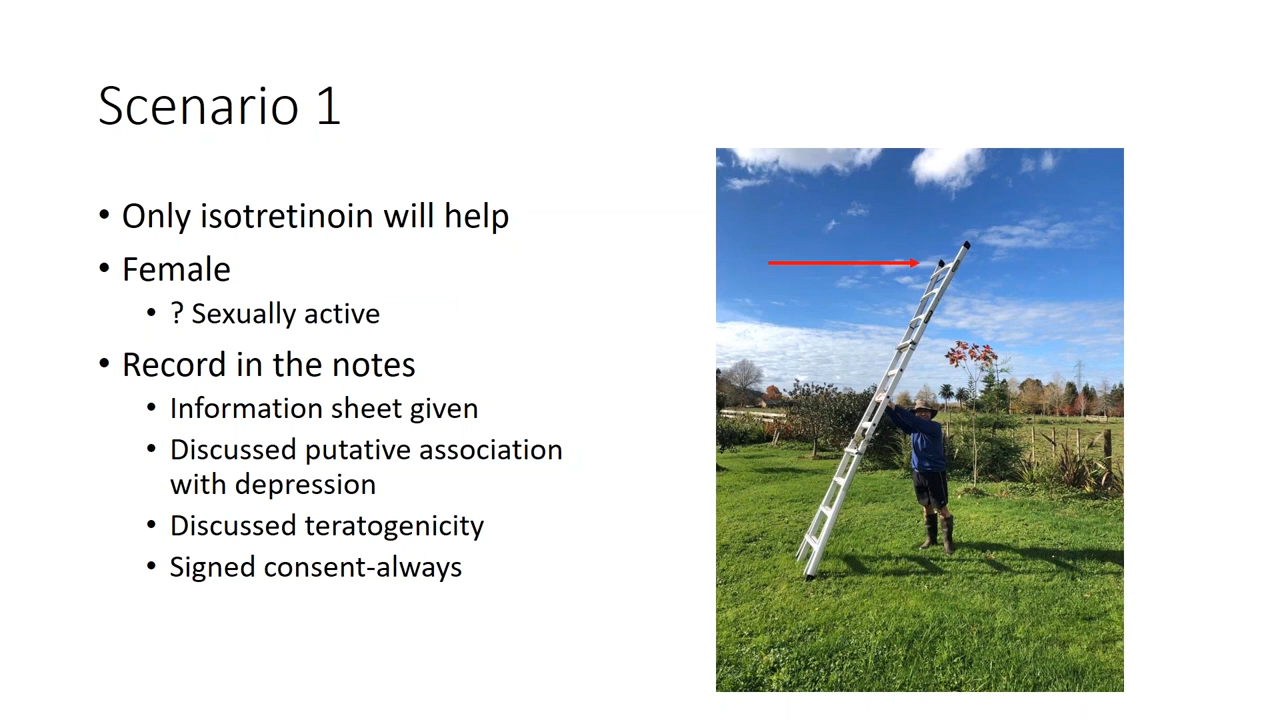 Scenario 1
• Only isotretinoin will help
• Female
• ? Sexually active
• Record in the notes
• Information sheet given
• Discussed putative association
with depression
• Discussed teratogenicity
• Signed consent-always